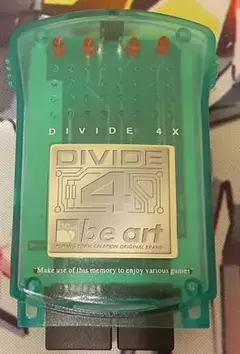 DIVIDE 4X
DIVIDE
4
be art
"Make use of this memory to enjoy various games"